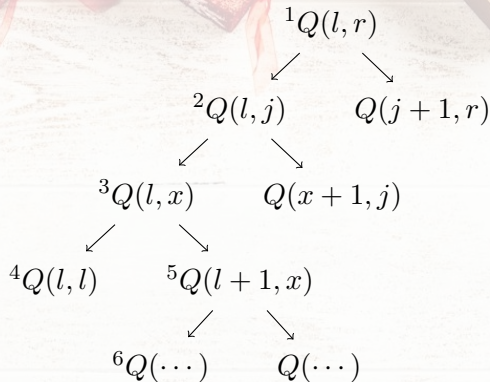 ¹Q(l, r)
²Q(l, j) Q(j + 1, r)
³Q(l, x) Q(x + 1, j)
⁴Q(l, l) ⁵Q(l + 1, x)
⁶Q(⋯) Q(⋯)